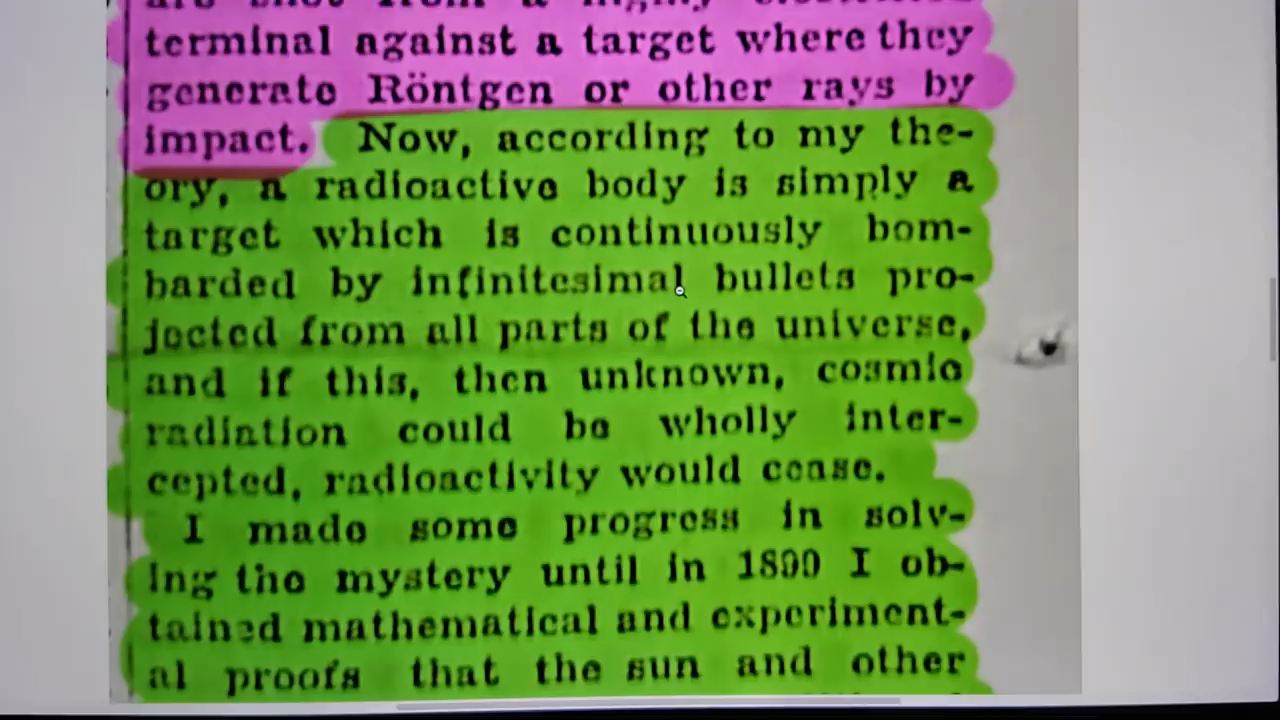 terminal against a target where they
generate Röntgen or other rays by
impact. Now, according to my the-
ory, a radioactive body is simply a
target which is continuously bom-
barded by infinitesimal bullets pro-
jected from all parts of the universe,
and if this, then unknown, cosmic
radiation could be wholly inter-
cepted, radioactivity would cease.
I made some progress in solv-
ing the mystery until in 1899 I ob-
tained mathematical and experiment-
al proofs that the sun and other